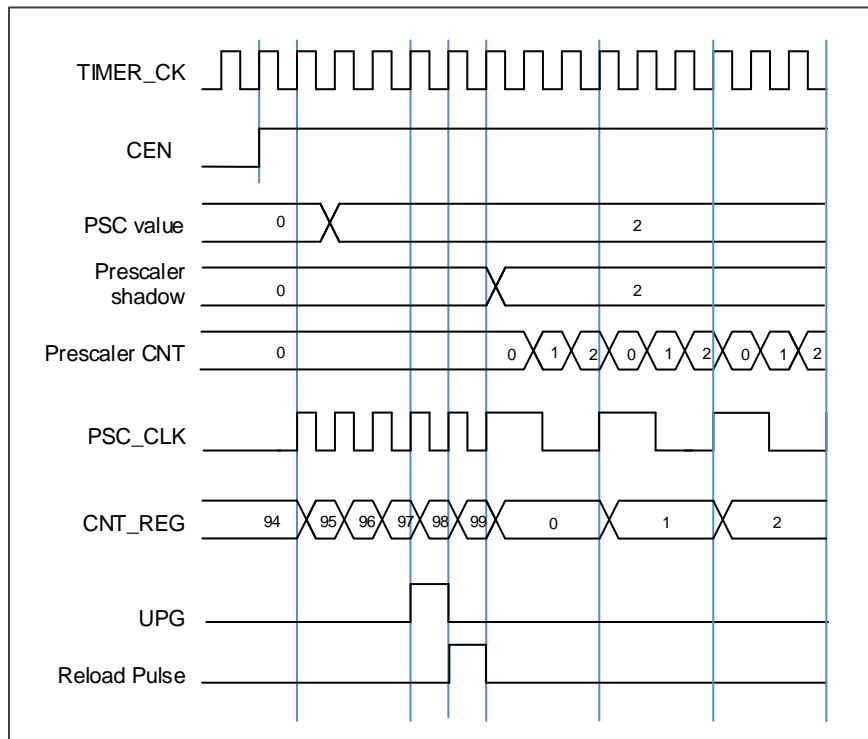 TIMER_CK
CEN
PSC value 0 2
Prescaler
shadow
0 2
Prescaler CNT 0 0 1 2 0 1 2 0 1 2
PSC_CLK
CNT_REG 94 95 96 97 98 99 0 1 2
UPG
Reload Pulse